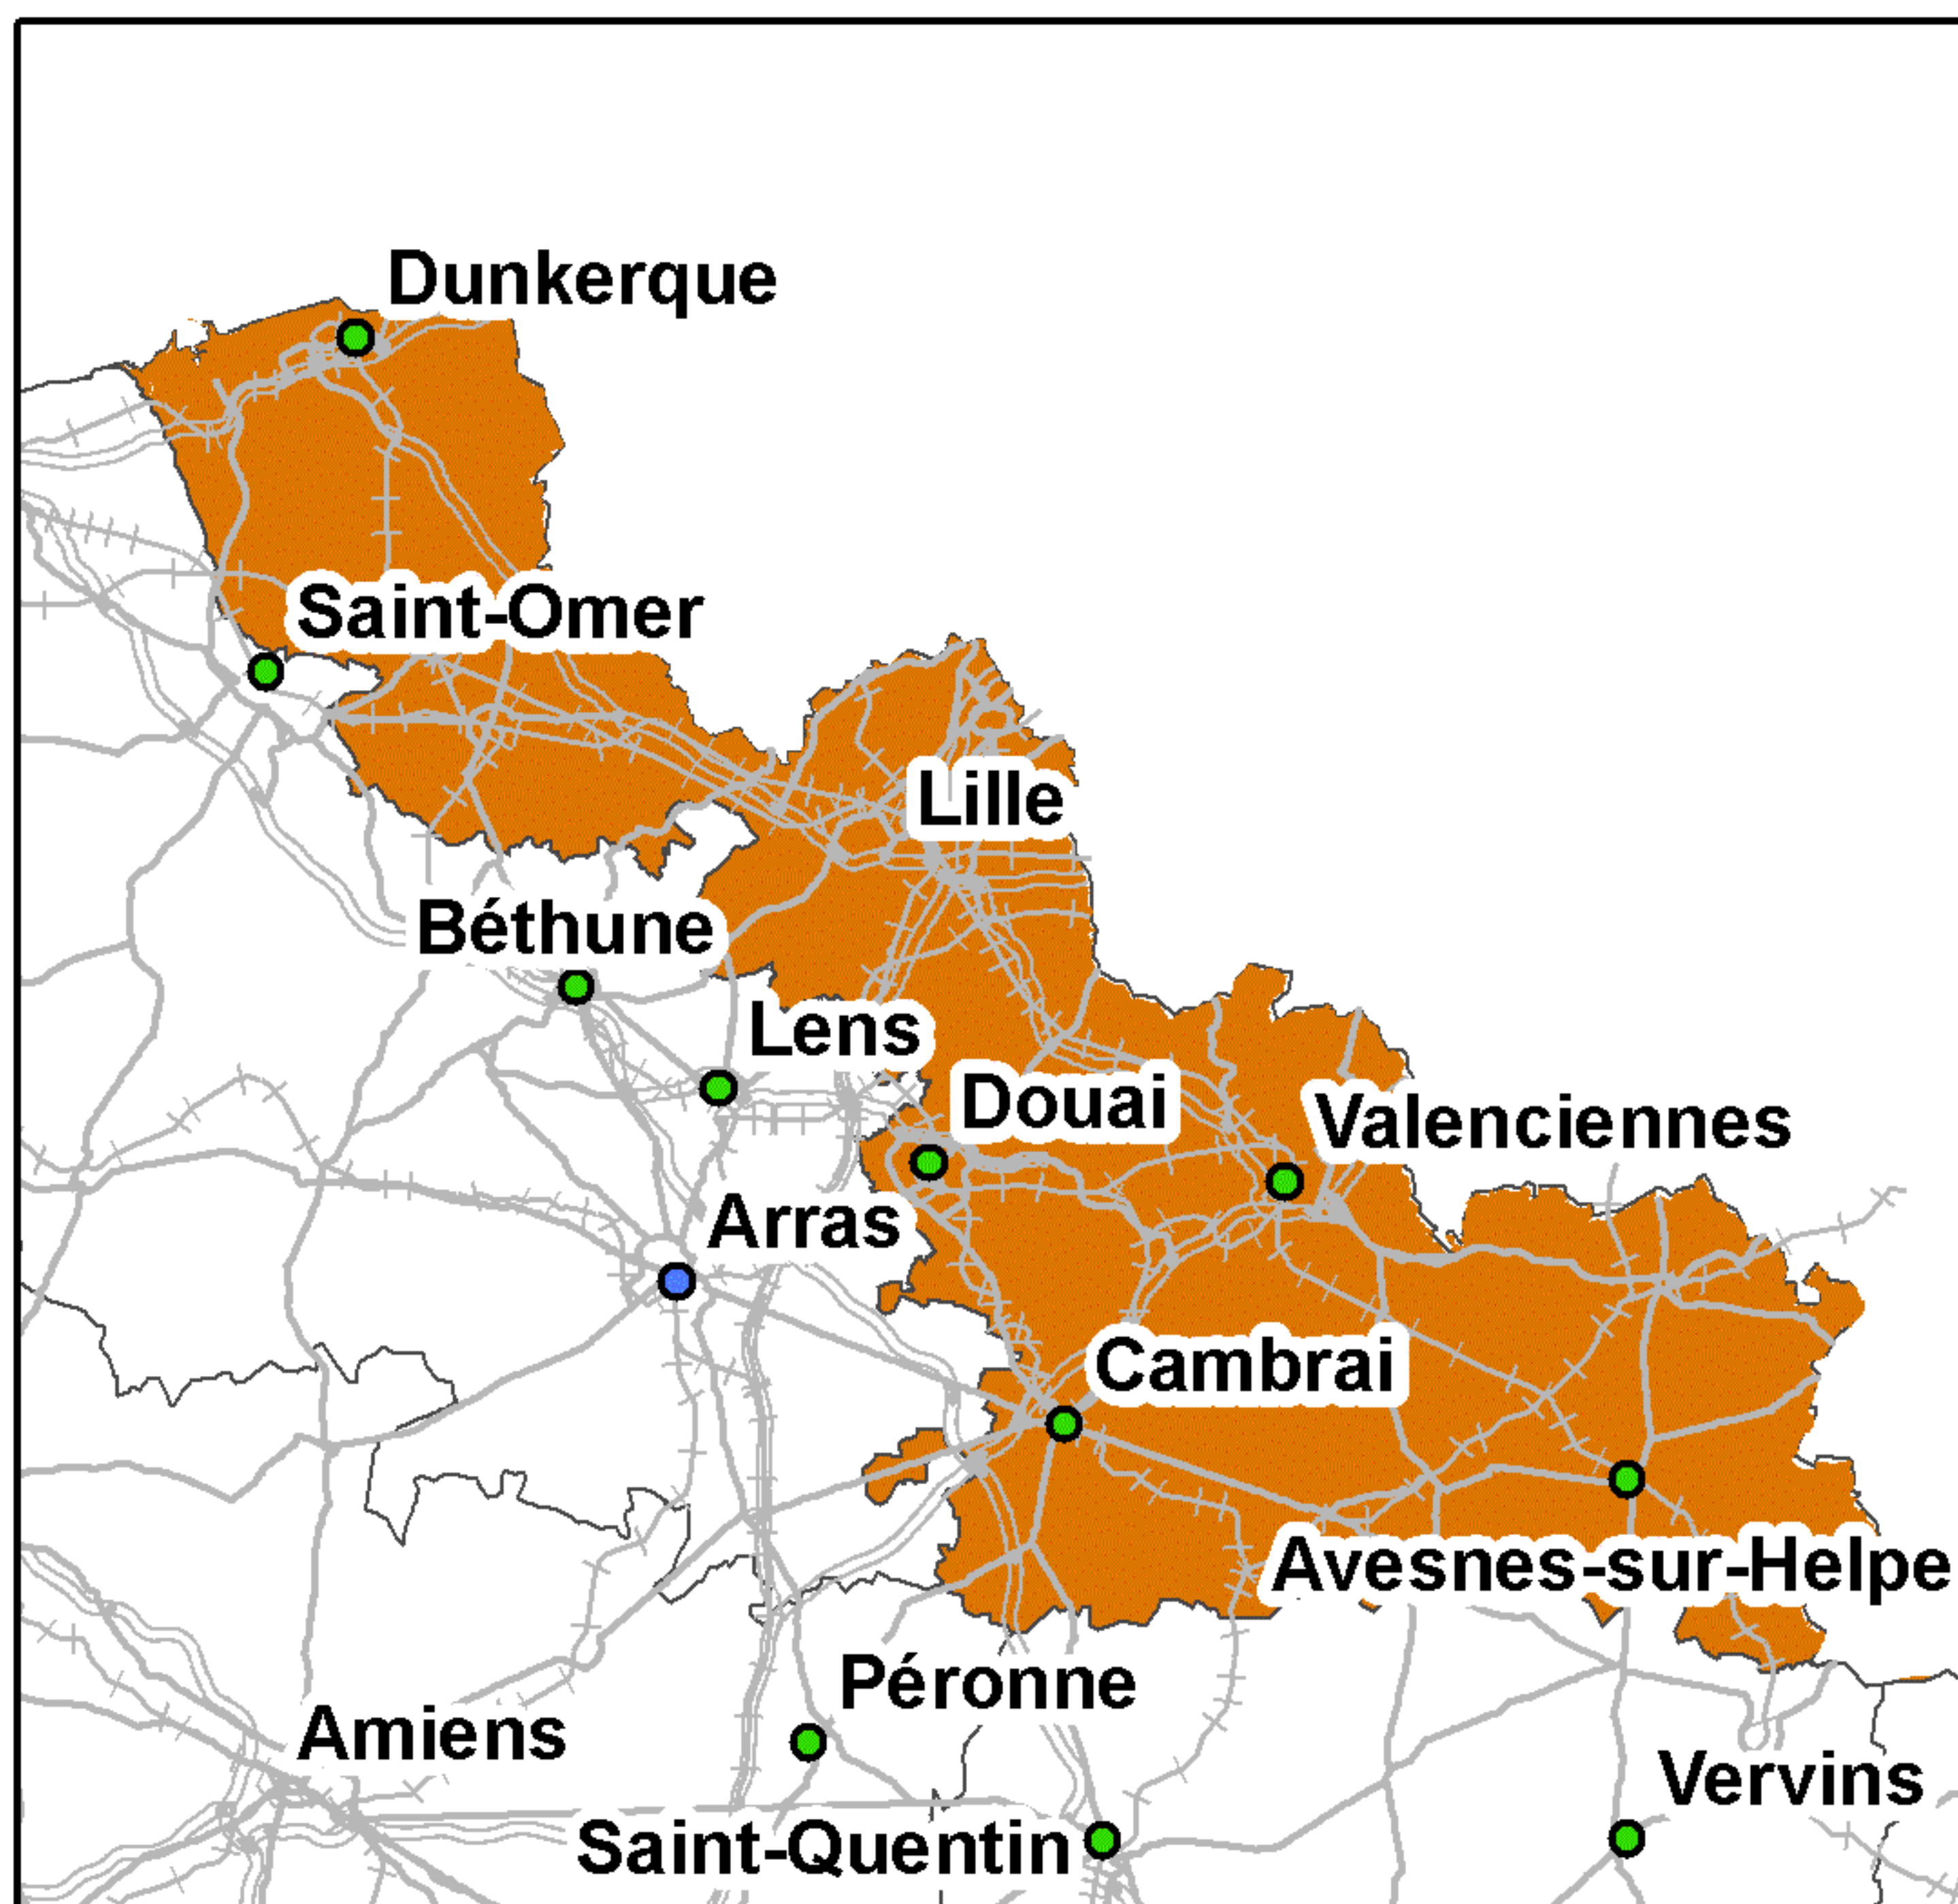 Dunkerque
Saint-Omer
Lille
Béthune
Lens
Douai
Valenciennes
Arras
Cambrai
Avesnes-sur-Helpe
Péronne
Amiens
Vervins
Saint-Quentin